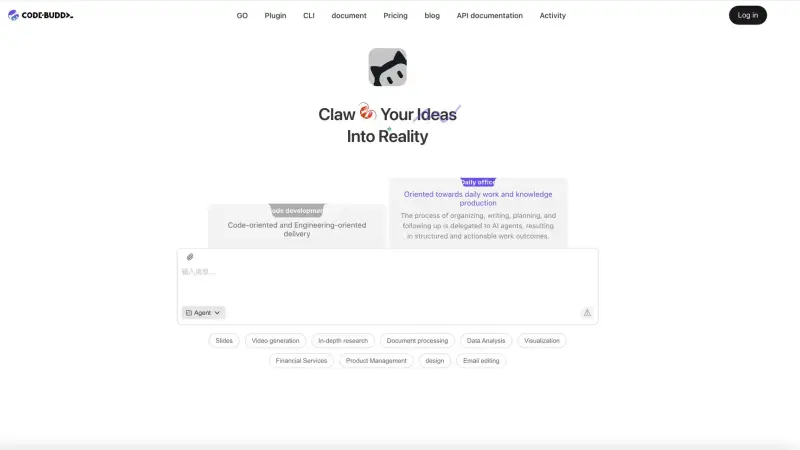 CODEBUDDY
GO
Plugin
CLI
document
Pricing
blog
API documentation
Activity
Log in
Claw Your Ideas
Into Reality
Daily office
Oriented towards daily work and knowledge
production
The process of organizing, writing, planning, and
following up is delegated to AI agents, resulting
in structured and actionable work outcomes.
ode development
Code-oriented and Engineering-oriented
delivery
输入消息...
Agent
Slides
Video generation
In-depth research
Document processing
Data Analysis
Visualization
Financial Services
Product Management
design
Email editing